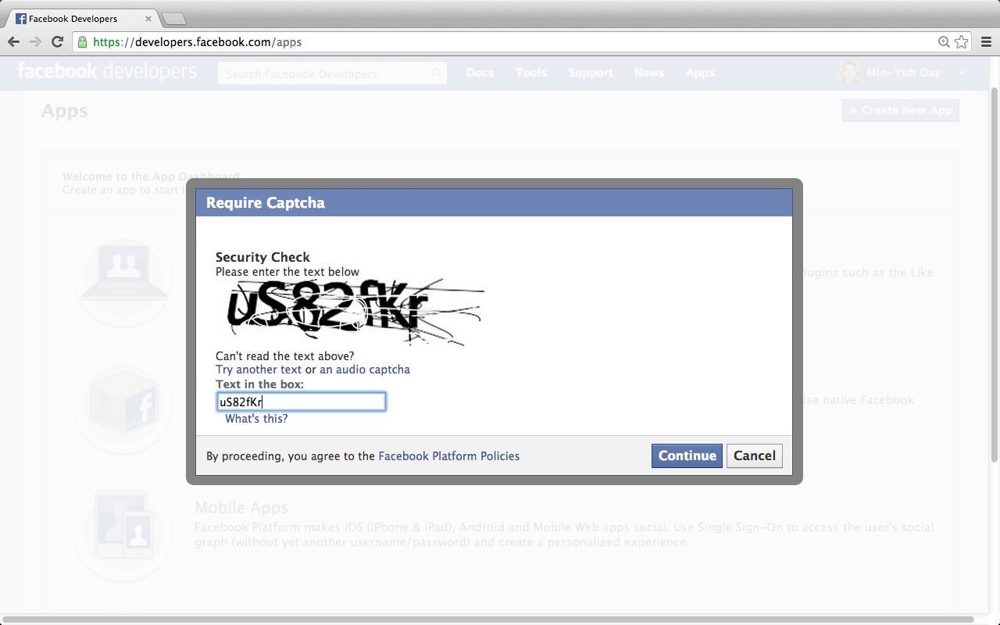 Facebook Developers
https://developers.facebook.com/apps
facebook developers
Search Facebook Developers
Docs
Tools
Support
News
Apps
Min-Yuh Day
Apps
+ Create New App
Welcome to the App Dashboard.
Create an app to start i
Require Captcha
Security Check
Please enter the text below
uS82fKr
Plugins such as the Like
Can't read the text above?
Try another text or an audio captcha
Text in the box:
uS82fKr
Use native Facebook
What's this?
By proceeding, you agree to the Facebook Platform Policies
Continue
Cancel
Mobile Apps
Facebook Platform makes iOS (iPhone & iPad), Android and Mobile Web apps social. Use Single Sign-On to access the user's social
graph (without yet another username/password) and create a personalized experience.